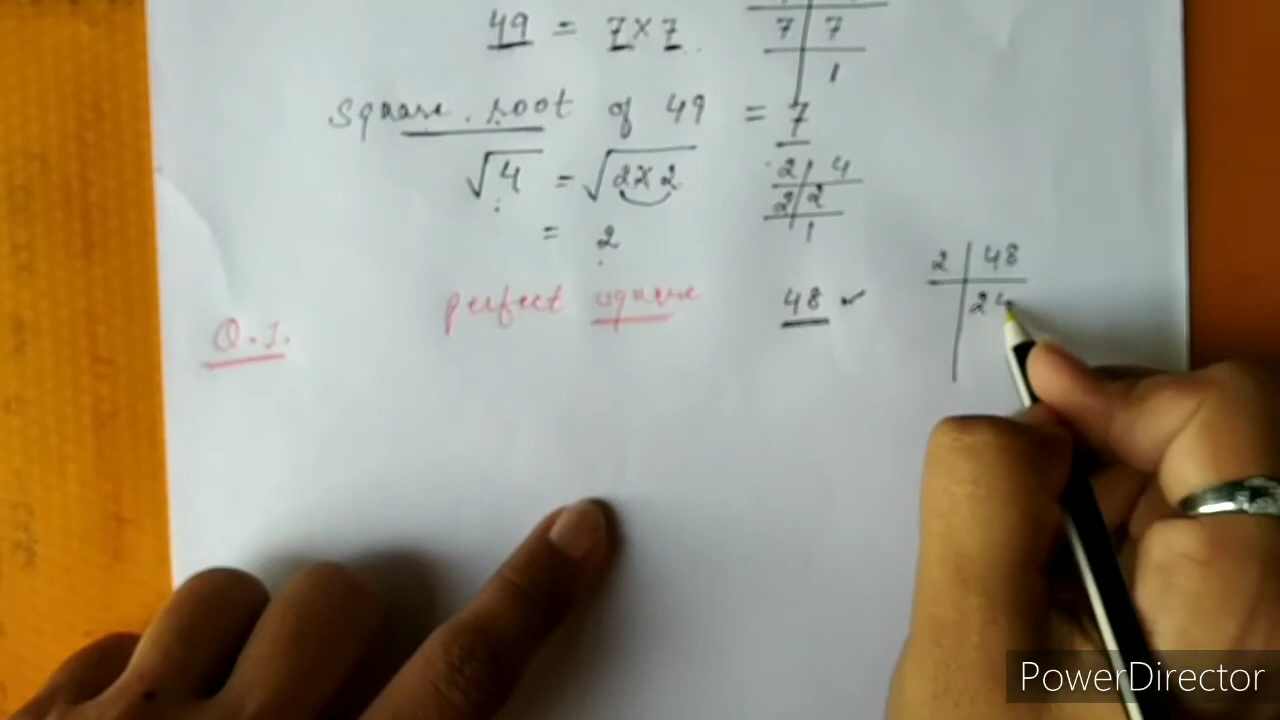 49 = 7×7
7 | 7
1
Square root of 49 = 7
√4 = √2×2
2 | 4
2 | 2
1
= 2
perfect square
48 ✓
2 | 48
24
Q.1.
PowerDirector